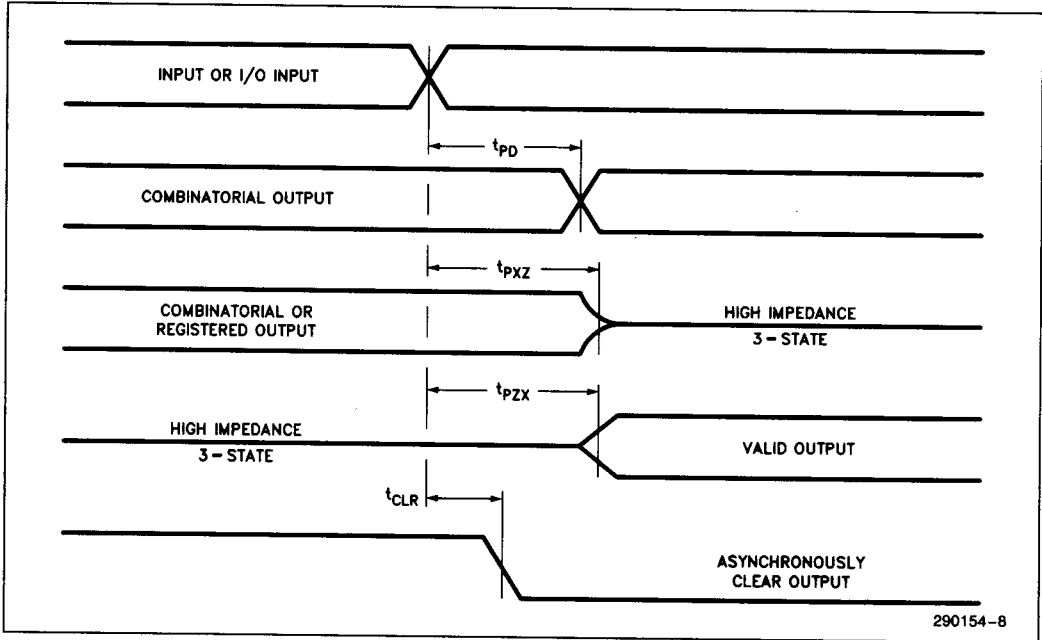 INPUT OR I/O INPUT
tPD
COMBINATORIAL OUTPUT
tPXZ
COMBINATORIAL OR
REGISTERED OUTPUT
HIGH IMPEDANCE
3-STATE
tPZX
HIGH IMPEDANCE
3-STATE
VALID OUTPUT
tCLR
ASYNCHRONOUSLY
CLEAR OUTPUT
290154-8